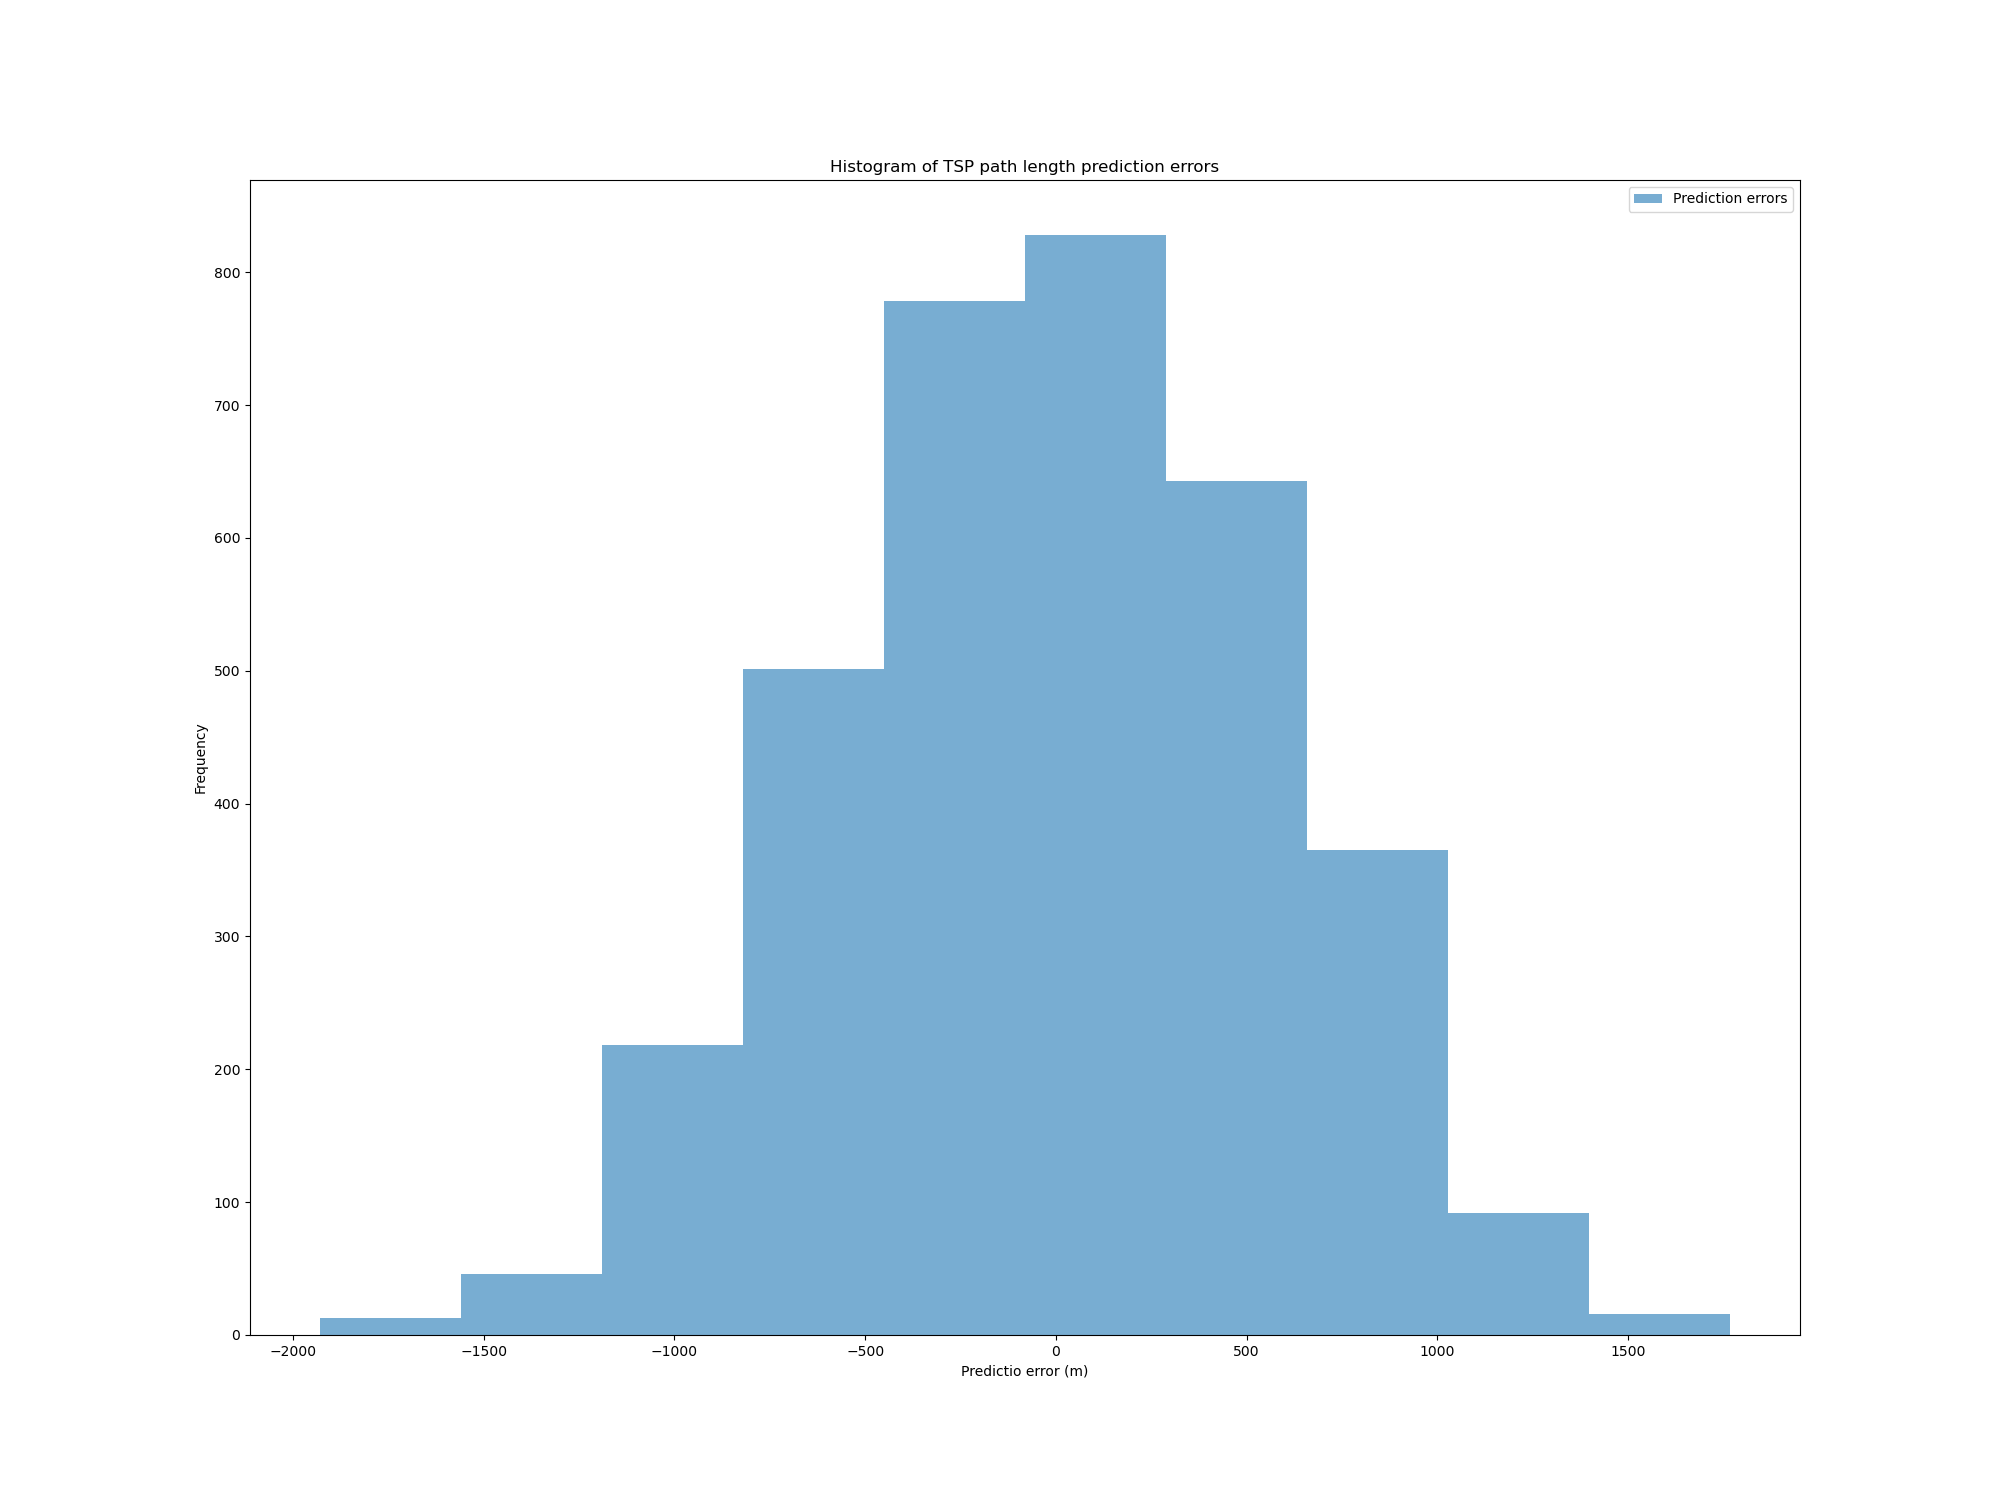 Histogram of TSP path length prediction errors
Prediction errors
800
700
600
500
400
300
200
100
0
Frequency
−2000 −1500 −1000 −500 0 500 1000 1500
Predictio error (m)